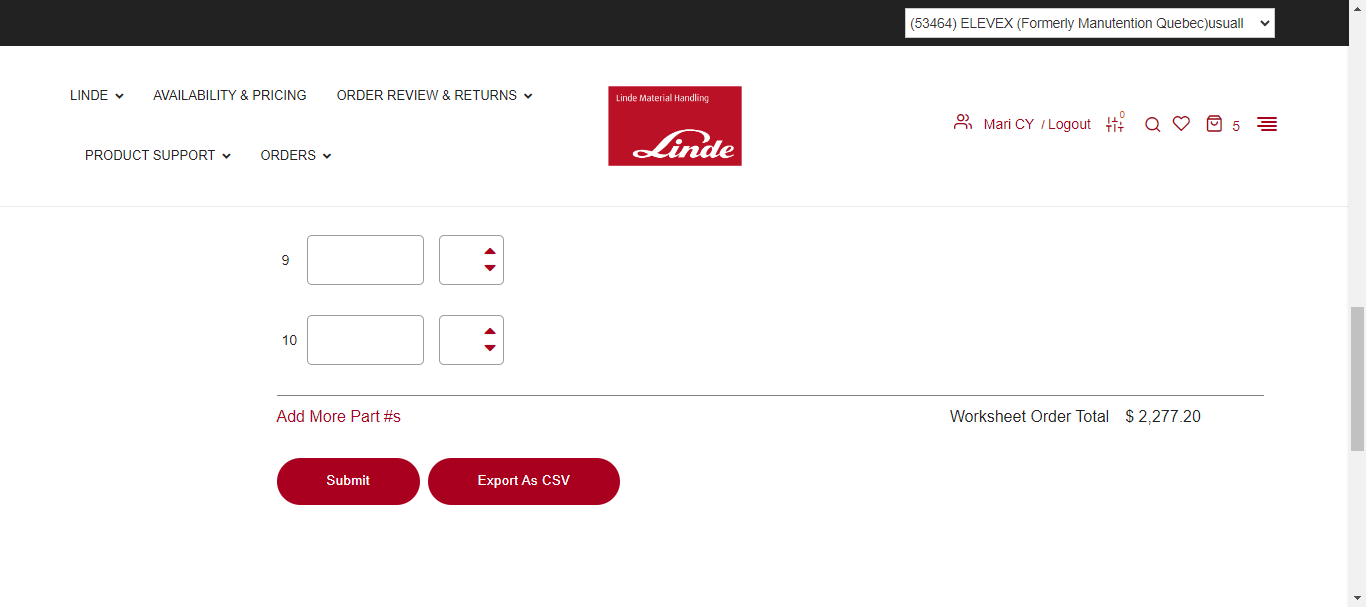 (53464) ELEVEX (Formerly Manutention Quebec)usuall
LINDE
AVAILABILITY & PRICING
ORDER REVIEW & RETURNS
PRODUCT SUPPORT
ORDERS
Linde Material Handling
Linde
Mari CY / Logout
0
5
9
10
Add More Part #s
Worksheet Order Total $ 2,277.20
Submit
Export As CSV